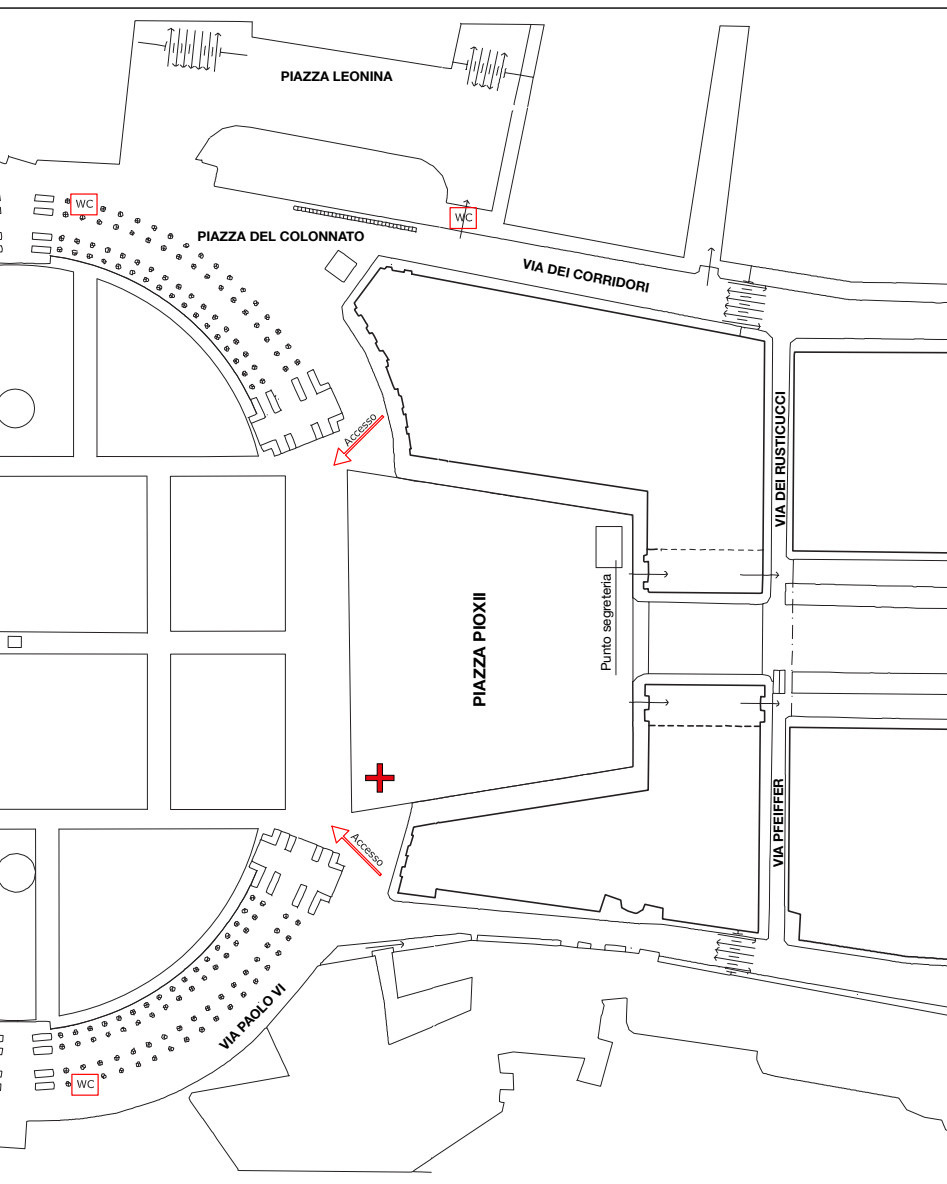 PIAZZA LEONINA
WC
WC
PIAZZA DEL COLONNATO
VIA DEI CORRIDORI
Accesso
VIA DEI RUSTICUCCI
Punto segreteria
PIAZZA PIOXII
VIA PFEIFFER
Accesso
VIA PAOLO VI
WC